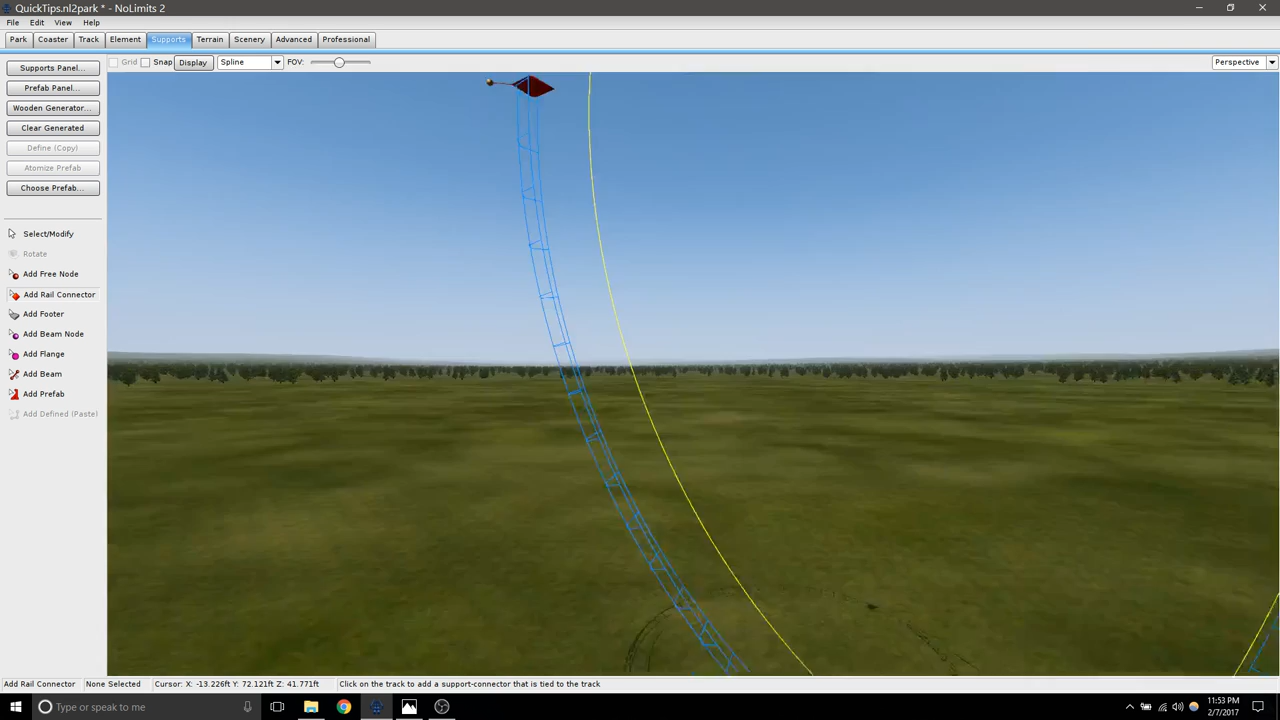 QuickTips.nl2park * - NoLimits 2
File Edit View Help
Park Coaster Track Element Supports Terrain Scenery Advanced Professional
Grid Snap Display Spline FOV: Perspective
Supports Panel...
Prefab Panel...
Wooden Generator...
Clear Generated
Define (Copy)
Atomize Prefab
Choose Prefab...
Select/Modify
Rotate
Add Free Node
Add Rail Connector
Add Footer
Add Beam Node
Add Flange
Add Beam
Add Prefab
Add Defined (Paste)
Add Rail Connector None Selected Cursor: X: -13.226ft Y: 72.121ft Z: 41.771ft Click on the track to add a support-connector that is tied to the track
Type or speak to me
11:53 PM
2/7/2017